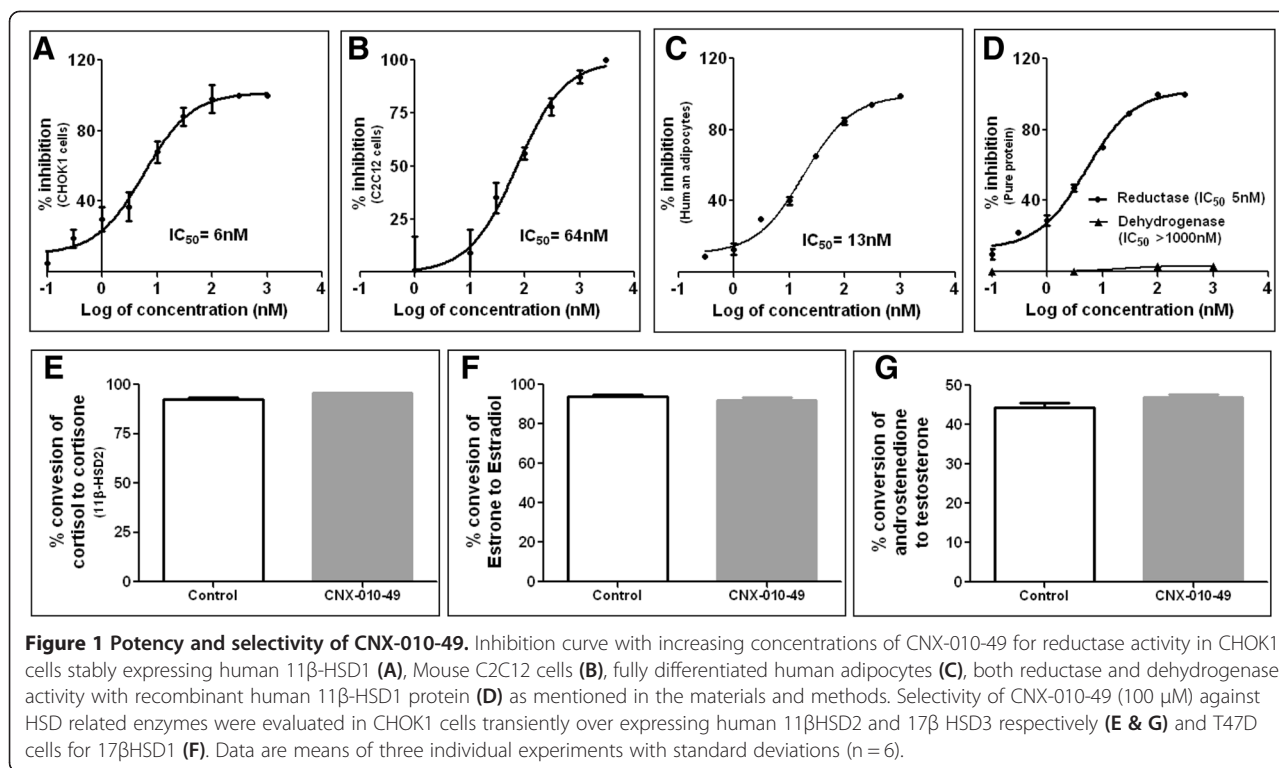 A
120
80
40
% inhibition
(CHOK1 cells)
IC50= 6nM
-1 0 1 2 3 4
Log of concentration (nM)
B
100
75
50
25
% inhibition
(C2C12 cells)
IC50= 64nM
0 1 2 3 4
Log of concentration (nM)
C
120
80
40
% inhibition
(Human adipocytes)
IC50= 13nM
-1 0 1 2 3 4
Log of concentration (nM)
D
120
80
40
% inhibition
(Pure protein)
Reductase (IC50 5nM)
Dehydrogenase
(IC50 >1000nM)
-1 0 1 2 3 4
Log of concentration (nM)
E
100
75
50
25
0
% convesion of
cortisol to cortisone
(11β-HSD2)
Control CNX-010-49
F
100
80
60
40
20
0
% convesion of
Estrone to Estradiol
Control CNX-010-49
G
50
40
30
20
10
0
% conversion of
androstenedione
to testosterone
Control CNX-010-49
Figure 1 Potency and selectivity of CNX-010-49. Inhibition curve with increasing concentrations of CNX-010-49 for reductase activity in CHOK1
cells stably expressing human 11β-HSD1 (A), Mouse C2C12 cells (B), fully differentiated human adipocytes (C), both reductase and dehydrogenase
activity with recombinant human 11β-HSD1 protein (D) as mentioned in the materials and methods. Selectivity of CNX-010-49 (100 μM) against
HSD related enzymes were evaluated in CHOK1 cells transiently over expressing human 11βHSD2 and 17β HSD3 respectively (E & G) and T47D
cells for 17βHSD1 (F). Data are means of three individual experiments with standard deviations (n = 6).